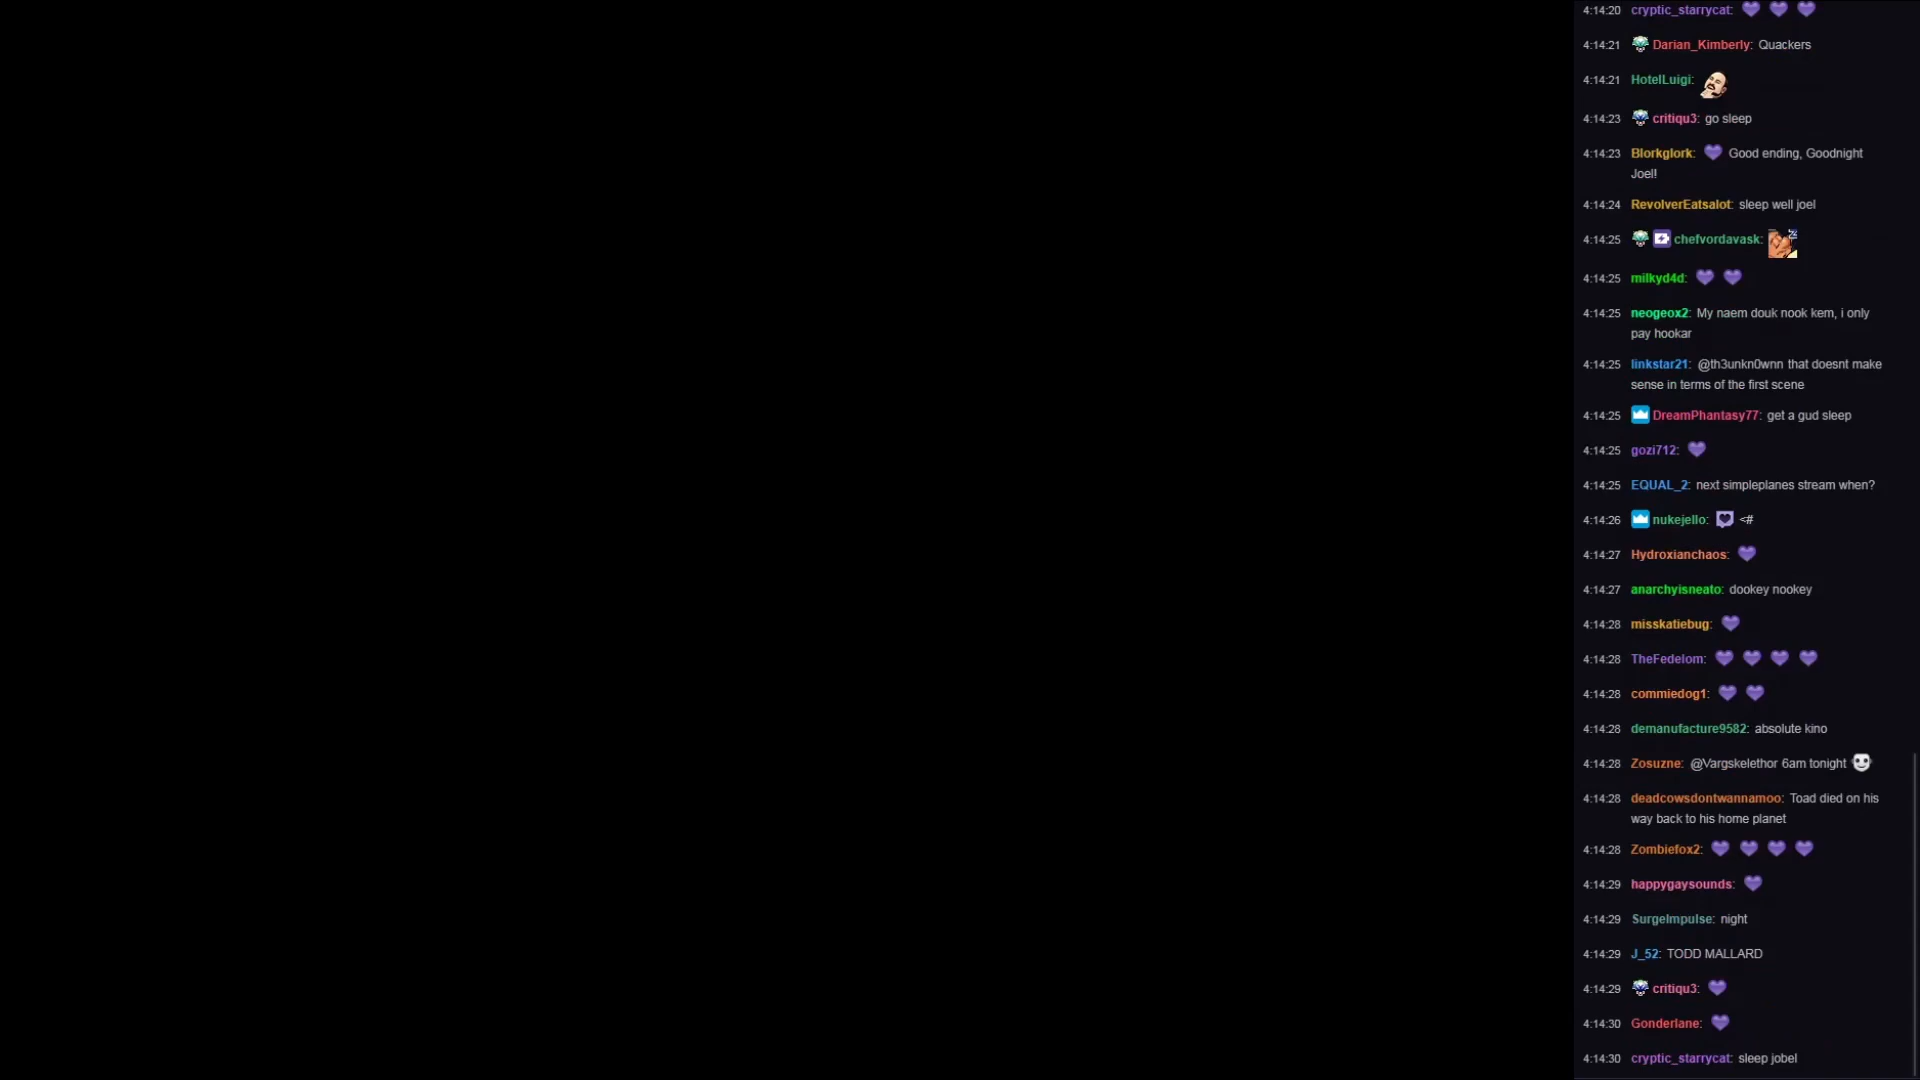 4:14:20 cryptic_starrycat:
4:14:21 Darian_Kimberly: Quackers
4:14:21 HotelLuigi:
4:14:23 critiqu3: go sleep
4:14:23 Blorkglork: Good ending, Goodnight
Joel!
4:14:24 RevolverEatsalot: sleep well joel
4:14:25 chefvordavask:
4:14:25 milkyd4d:
4:14:25 neogeox2: My naem douk nook kem, i only
pay hookar
4:14:25 linkstar21: @th3unkn0wnn that doesnt make
sense in terms of the first scene
4:14:25 DreamPhantasy77: get a gud sleep
4:14:25 gozi712:
4:14:25 EQUAL_2: next simpleplanes stream when?
4:14:26 nukejello: <#
4:14:27 Hydroxianchaos:
4:14:27 anarchyisneato: dookey nookey
4:14:28 misskatiebug:
4:14:28 TheFedelom:
4:14:28 commiedog1:
4:14:28 demanufacture9582: absolute kino
4:14:28 Zosuzne: @Vargskelethor 6am tonight
4:14:28 deadcowsdontwannamoo: Toad died on his
way back to his home planet
4:14:28 Zombiefox2:
4:14:29 happygaysounds:
4:14:29 SurgeImpulse: night
4:14:29 J_52: TODD MALLARD
4:14:29 critiqu3:
4:14:30 Gonderlane:
4:14:30 cryptic_starrycat: sleep jobel